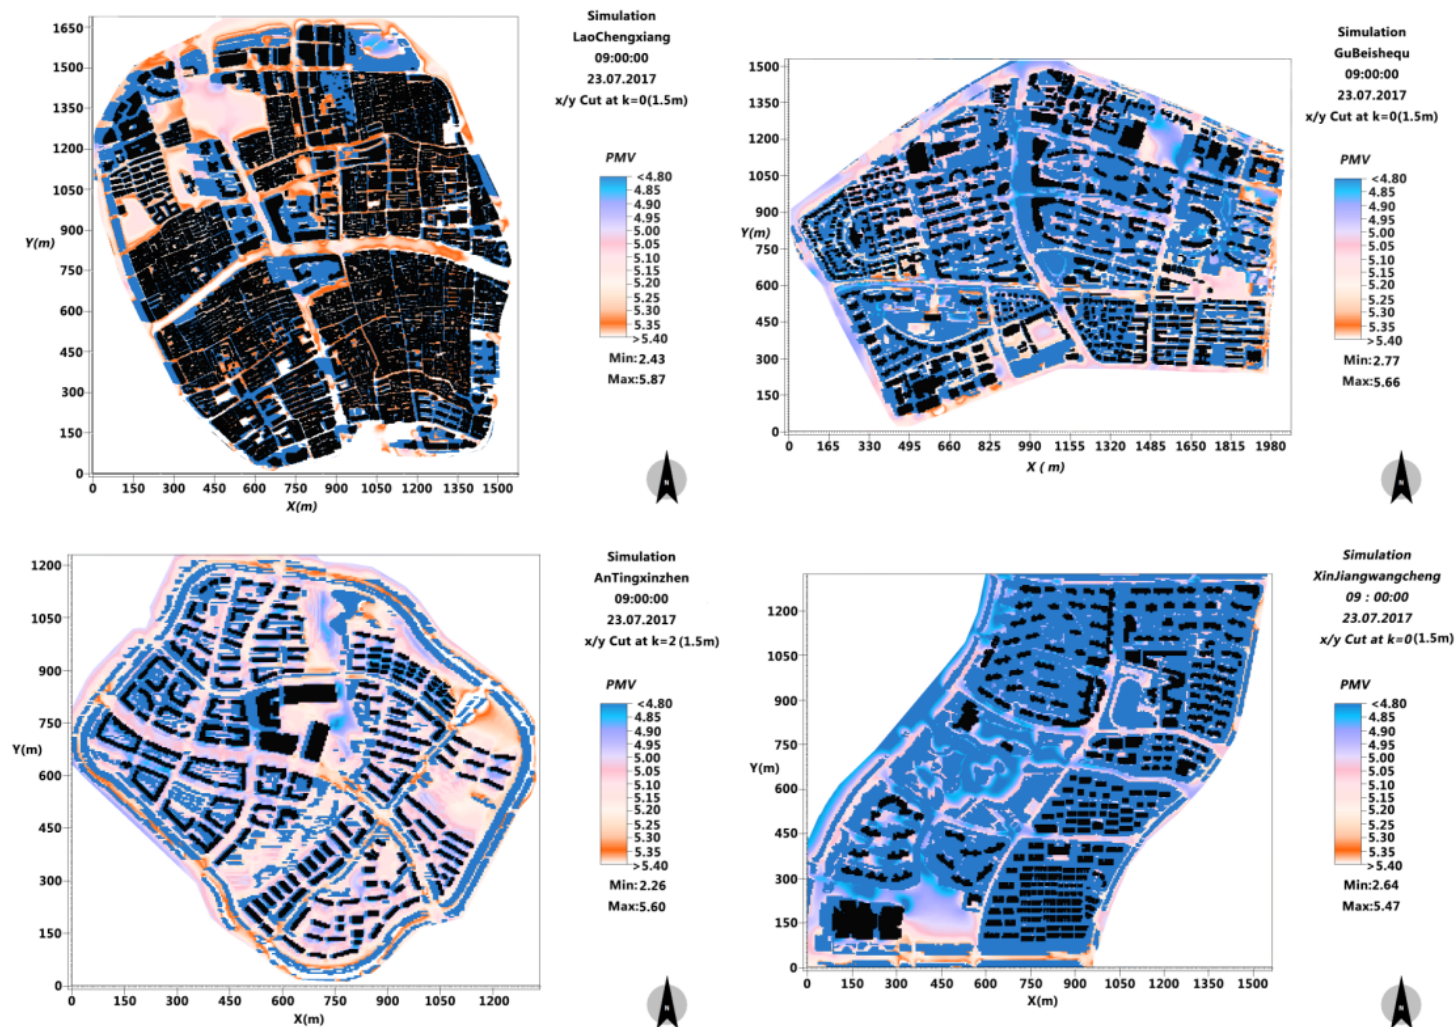 Simulation
LaoChengxiang
09:00:00
23.07.2017
x/y Cut at k=0(1.5m)
PMV
<4.80
4.85
4.90
4.95
5.00
5.05
5.10
5.15
5.20
5.25
5.30
5.35
>5.40
Min:2.43
Max:5.87
1650
1500
1350
1200
1050
900
Y(m)
750
600
450
300
150
0
0 150 300 450 600 750 900 1050 1200 1350 1500
X(m)
N
Simulation
GuBeishequ
09:00:00
23.07.2017
x/y Cut at k=0(1.5m)
PMV
<4.80
4.85
4.90
4.95
5.00
5.05
5.10
5.15
5.20
5.25
5.30
5.35
>5.40
Min:2.77
Max:5.66
1500
1350
1200
1050
900
Y(m)
750
600
450
300
150
0
0 165 330 495 660 825 990 1155 1320 1485 1650 1815 1980
X ( m)
N
Simulation
AnTingxinzhen
09:00:00
23.07.2017
x/y Cut at k=2(1.5m)
PMV
<4.80
4.85
4.90
4.95
5.00
5.05
5.10
5.15
5.20
5.25
5.30
5.35
>5.40
Min:2.26
Max:5.60
1200
1050
900
750
Y(m)
600
450
300
150
0
0 150 300 450 600 750 900 1050 1200
X(m)
N
Simulation
XinJiangwangcheng
09 : 00:00
23.07.2017
x/y Cut at k=0(1.5m)
PMV
<4.80
4.85
4.90
4.95
5.00
5.05
5.10
5.15
5.20
5.25
5.30
5.35
>5.40
Min:2.64
Max:5.47
1200
1050
900
750
Y(m)
600
450
300
150
0
0 150 300 450 600 750 900 1050 1200 1350 1500
X(m)
N